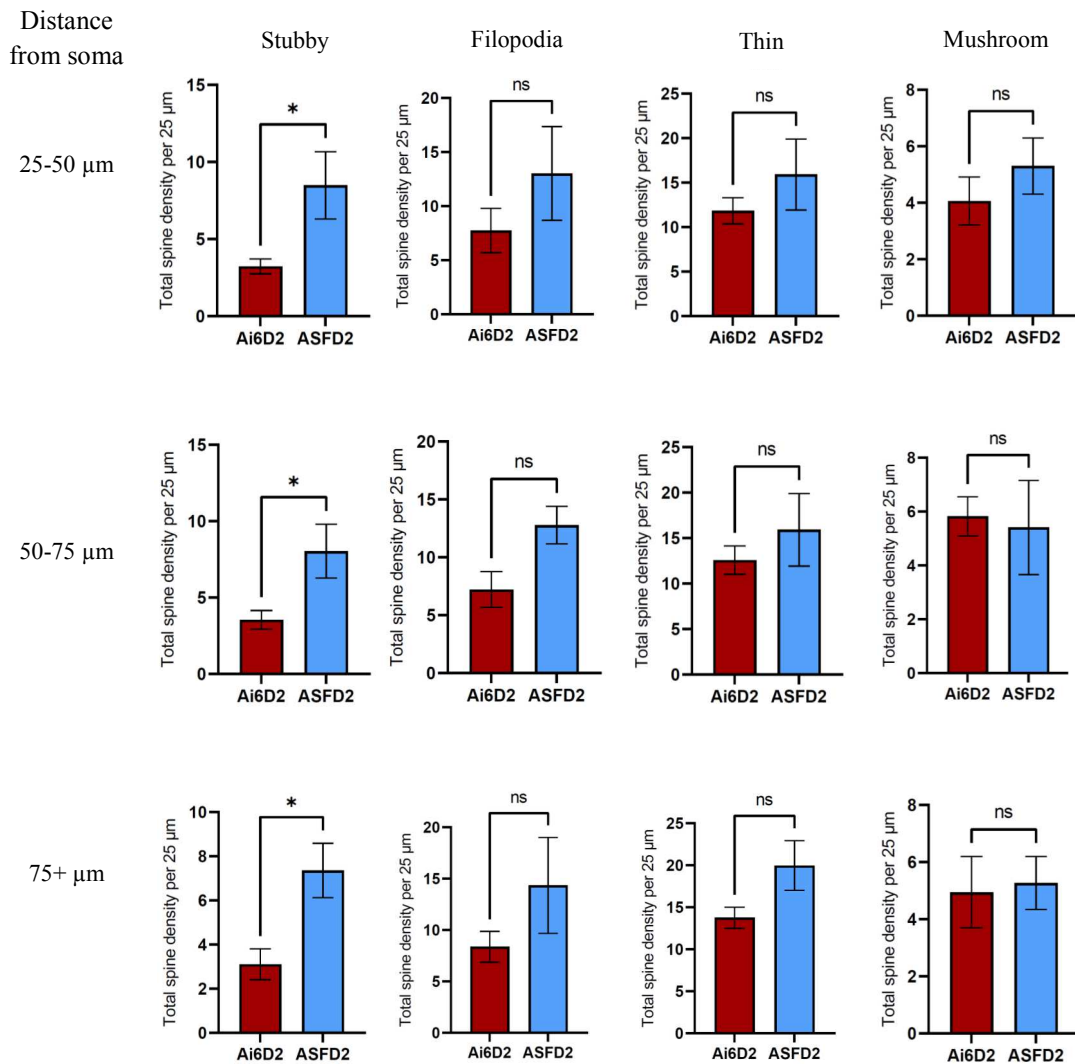 Distance
from soma
Stubby
Filopodia
Thin
Mushroom
25-50 µm
Total spine density per 25 µm
15
10
5
0
*
Ai6D2 ASFD2
Total spine density per 25 µm
20
15
10
5
0
ns
Ai6D2 ASFD2
Total spine density per 25 µm
25
20
15
10
5
0
ns
Ai6D2 ASFD2
Total spine density per 25 µm
8
6
4
2
0
ns
Ai6D2 ASFD2
50-75 µm
Total spine density per 25 µm
15
10
5
0
*
Ai6D2 ASFD2
Total spine density per 25 µm
20
15
10
5
0
ns
Ai6D2 ASFD2
Total spine density per 25 µm
25
20
15
10
5
0
ns
Ai6D2 ASFD2
Total spine density per 25 µm
8
6
4
2
0
ns
Ai6D2 ASFD2
75+ µm
Total spine density per 25 µm
10
8
6
4
2
0
*
Ai6D2 ASFD2
Total spine density per 25 µm
20
15
10
5
0
ns
Ai6D2 ASFD2
Total spine density per 25 µm
25
20
15
10
5
0
ns
Ai6D2 ASFD2
Total spine density per 25 µm
8
6
4
2
0
ns
Ai6D2 ASFD2